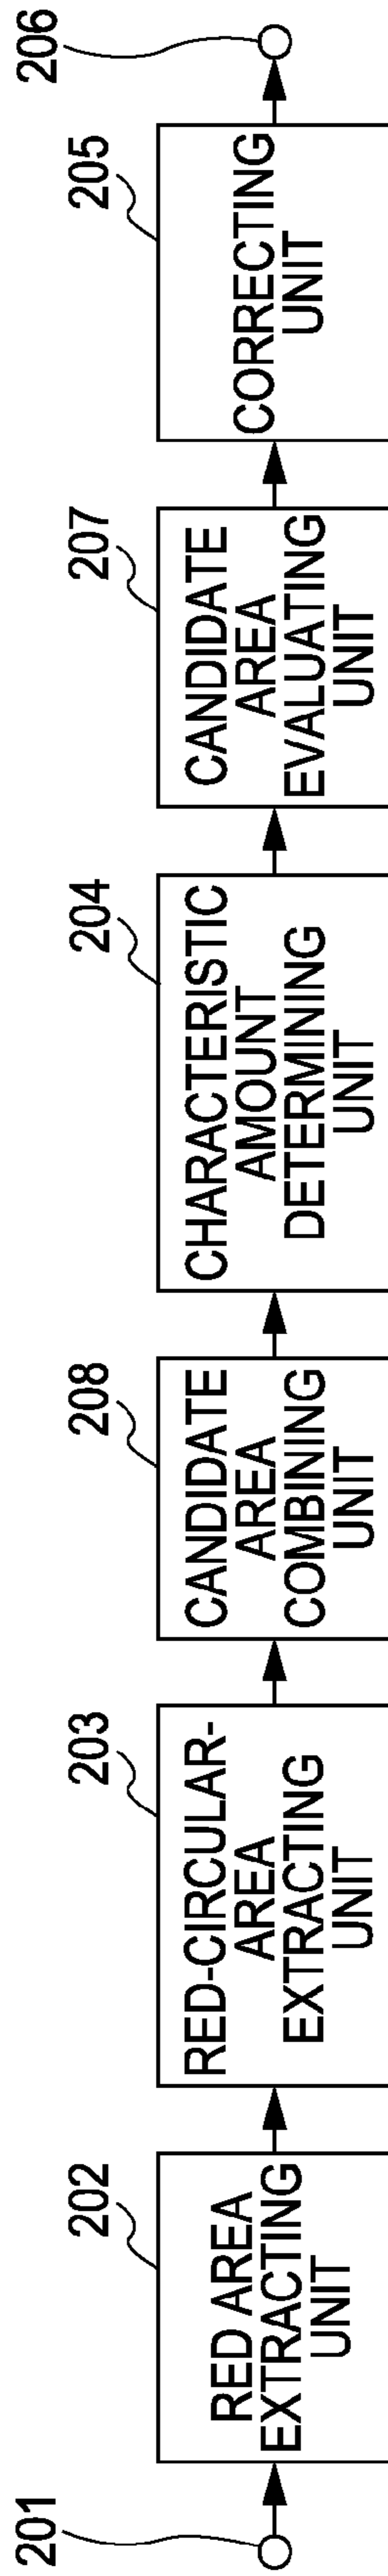 201
202
RED AREA
EXTRACTING
UNIT
203
RED-CIRCULAR-
AREA
EXTRACTING
UNIT
208
CANDIDATE
AREA
COMBINING
UNIT
204
CHARACTERISTIC
AMOUNT
DETERMINING
UNIT
207
CANDIDATE
AREA
EVALUATING
UNIT
205
CORRECTING
UNIT
206